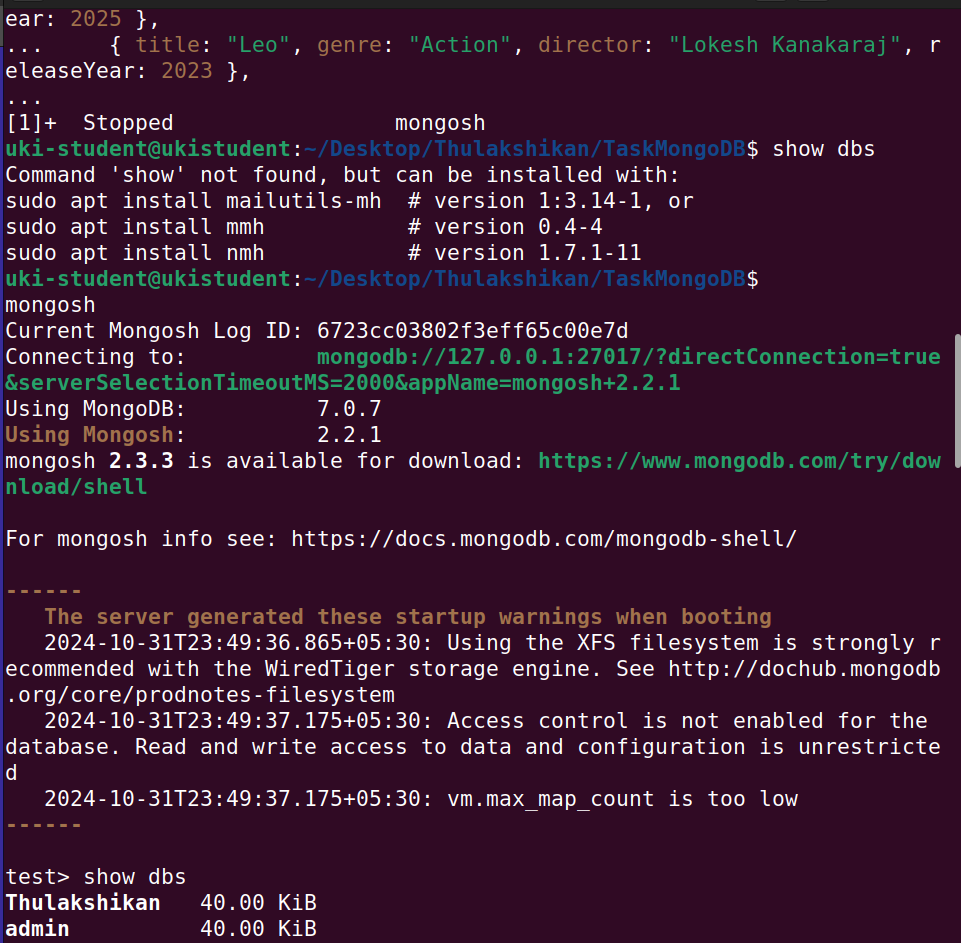 ear: 2025 },
...     { title: "Leo", genre: "Action", director: "Lokesh Kanakaraj", r
eleaseYear: 2023 },
...
[1]+  Stopped                 mongosh
uki-student@ukistudent:~/Desktop/Thulakshikan/TaskMongoDB$ show dbs
Command 'show' not found, but can be installed with:
sudo apt install mailutils-mh  # version 1:3.14-1, or
sudo apt install mmh           # version 0.4-4
sudo apt install nmh           # version 1.7.1-11
uki-student@ukistudent:~/Desktop/Thulakshikan/TaskMongoDB$
mongosh
Current Mongosh Log ID: 6723cc03802f3eff65c00e7d
Connecting to:          mongodb://127.0.0.1:27017/?directConnection=true
&serverSelectionTimeoutMS=2000&appName=mongosh+2.2.1
Using MongoDB:          7.0.7
Using Mongosh:          2.2.1
mongosh 2.3.3 is available for download: https://www.mongodb.com/try/dow
nload/shell
For mongosh info see: https://docs.mongodb.com/mongodb-shell/
------
   The server generated these startup warnings when booting
   2024-10-31T23:49:36.865+05:30: Using the XFS filesystem is strongly r
ecommended with the WiredTiger storage engine. See http://dochub.mongodb
.org/core/prodnotes-filesystem
   2024-10-31T23:49:37.175+05:30: Access control is not enabled for the
database. Read and write access to data and configuration is unrestricte
d
   2024-10-31T23:49:37.175+05:30: vm.max_map_count is too low
------
test> show dbs
Thulakshikan   40.00 KiB
admin          40.00 KiB